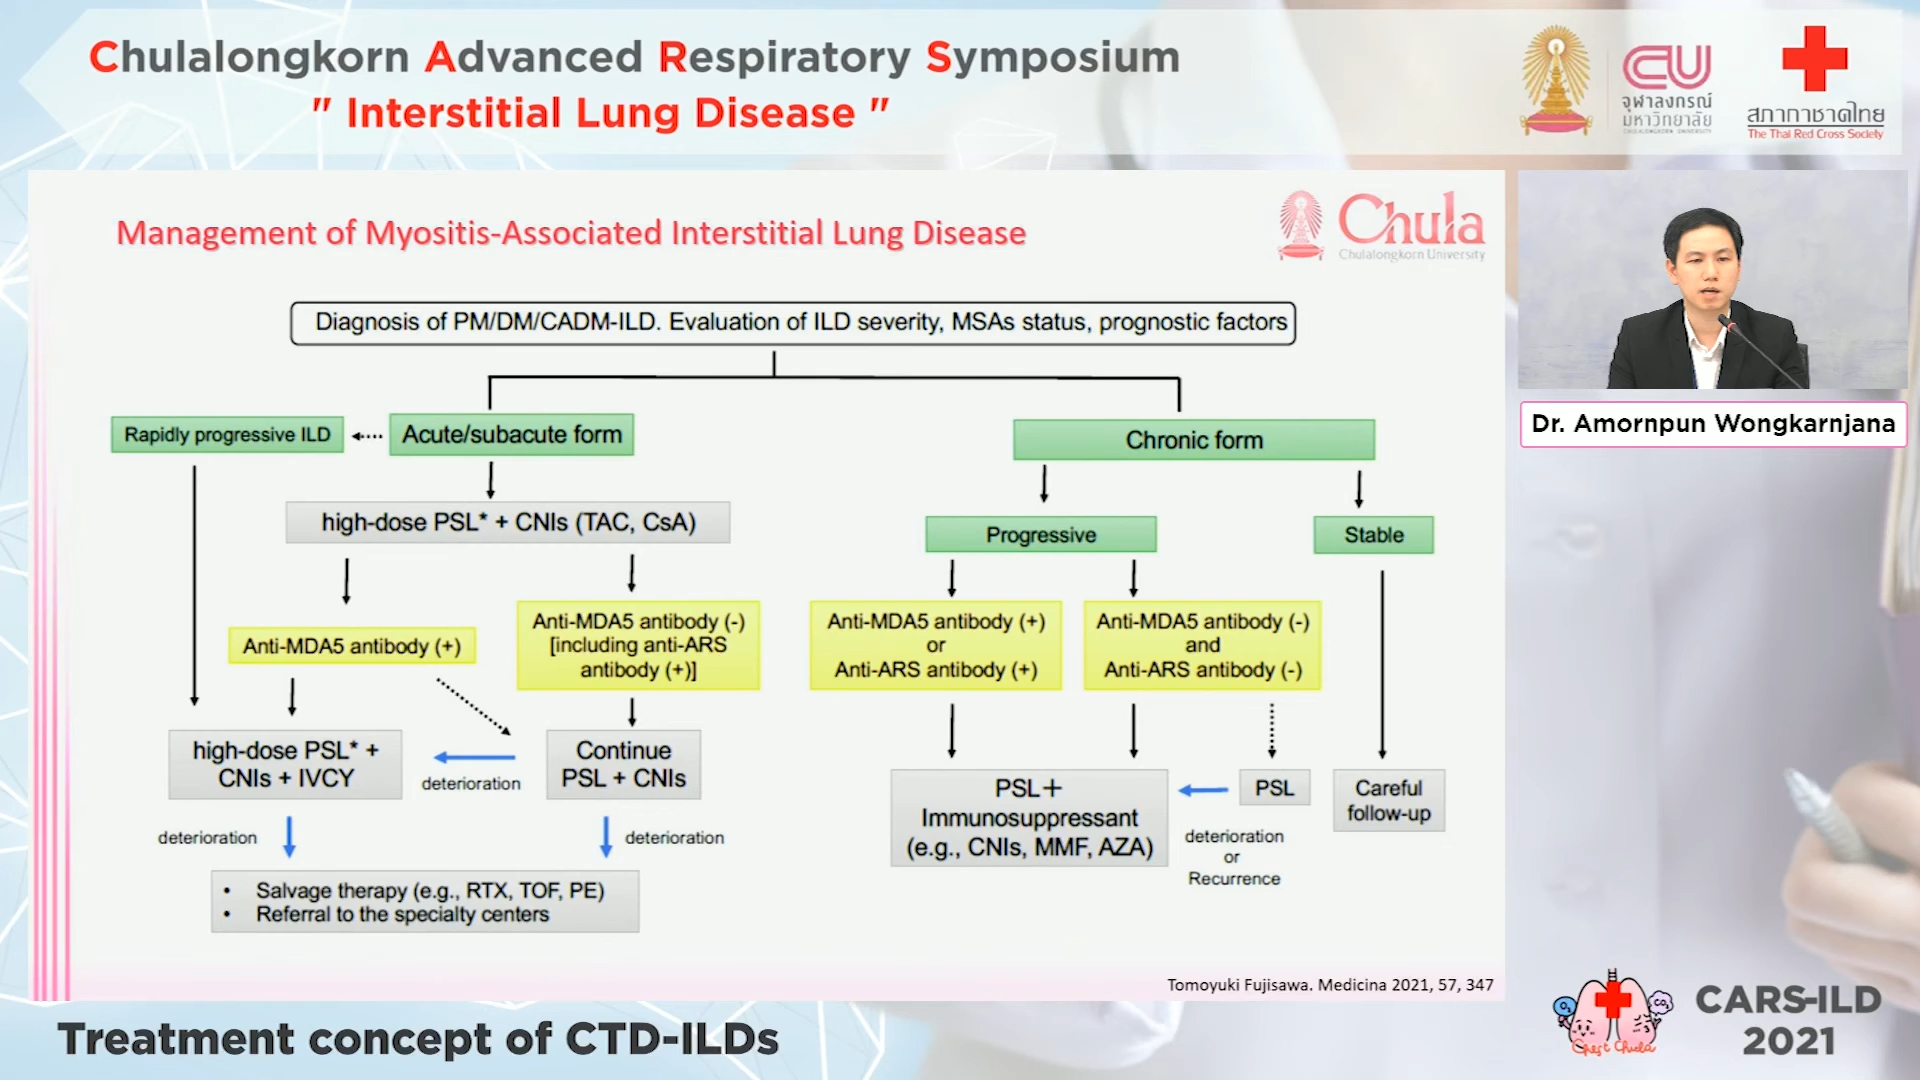 Chulalongkorn Advanced Respiratory Symposium
" Interstitial Lung Disease "
CU
จุฬาลงกรณ์
มหาวิทยาลัย
CHULALONGKORN UNIVERSITY
สภากาชาดไทย
The Thai Red Cross Society
Management of Myositis-Associated Interstitial Lung Disease
Chula
Chulalongkorn University
Diagnosis of PM/DM/CADM-ILD. Evaluation of ILD severity, MSAs status, prognostic factors
Rapidly progressive ILD
Acute/subacute form
Chronic form
high-dose PSL* + CNIs (TAC, CsA)
Progressive
Stable
Anti-MDA5 antibody (+)
Anti-MDA5 antibody (-)
[including anti-ARS
antibody (+)]
Anti-MDA5 antibody (+)
or
Anti-ARS antibody (+)
Anti-MDA5 antibody (-)
and
Anti-ARS antibody (-)
high-dose PSL* +
CNIs + IVCY
deterioration
Continue
PSL + CNIs
PSL+
Immunosuppressant
(e.g., CNIs, MMF, AZA)
PSL
deterioration
or
Recurrence
Careful
follow-up
deterioration
deterioration
• Salvage therapy (e.g., RTX, TOF, PE)
• Referral to the specialty centers
Tomoyuki Fujisawa. Medicina 2021, 57, 347
Dr. Amornpun Wongkarnjana
Treatment concept of CTD-ILDs
O₂
CO₂
Chest Chula
CARS-ILD
2021